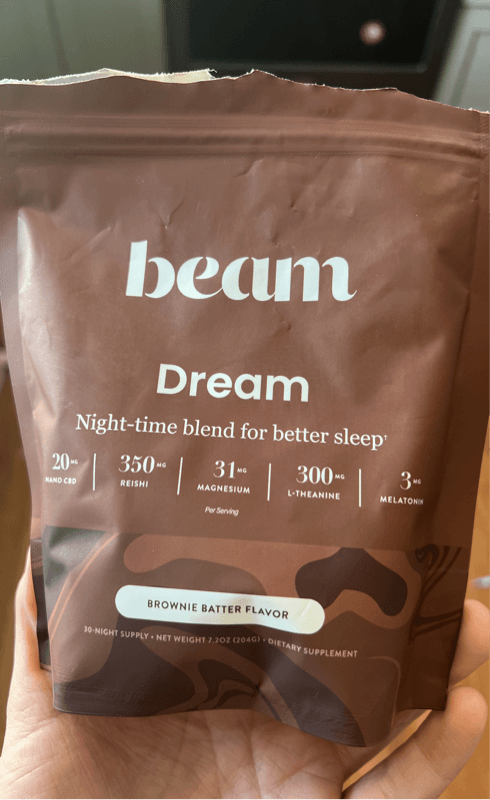 beam
Dream
Night-time blend for better sleep†
20MG 350MG 31MG 300MG 3MG
NANO CBD REISHI MAGNESIUM L-THEANINE MELATONIN
Per Serving
BROWNIE BATTER FLAVOR
30-NIGHT SUPPLY • NET WEIGHT 7.2OZ (204G) • DIETARY SUPPLEMENT